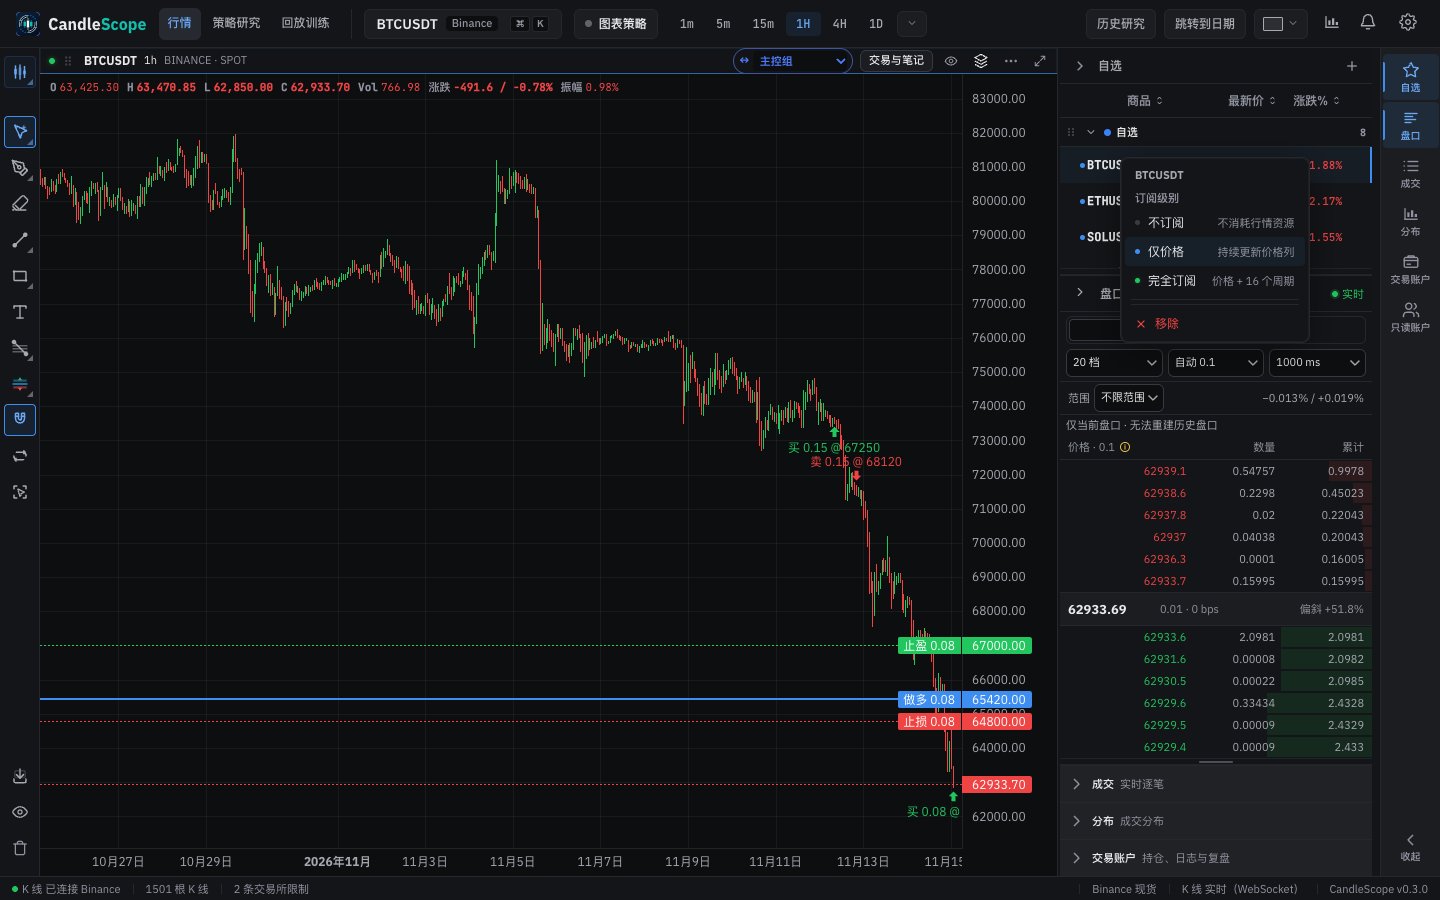 CandleScope 行情 策略研究 回放训练 BTCUSDT Binance ⌘ K 图表策略 1m 5m 15m 1H 4H 1D 历史研究 跳转到日期
BTCUSDT 1h BINANCE · SPOT 主控组 交易与笔记
O 63,425.30 H 63,470.85 L 62,850.00 C 62,933.70 Vol 766.98 涨跌 -491.6 / -0.78% 振幅 0.98%
83000.00
82000.00
81000.00
80000.00
79000.00
78000.00
77000.00
76000.00
75000.00
74000.00
73000.00
72000.00
71000.00
70000.00
69000.00
68000.00
67000.00
66000.00
65420.00
64800.00
64000.00
62933.70
62000.00
买 0.15 @ 67250
卖 0.15 @ 68120
止盈 0.08
做多 0.08
止损 0.08
买 0.08 @
10月27日 10月29日 2026年11月 11月3日 11月5日 11月7日 11月9日 11月11日 11月13日 11月15
自选
商品 最新价 涨跌%
自选 8
BTCUS 1.88%
ETHUS 2.17%
SOLUS 1.55%
BTCUSDT
订阅级别
不订阅 不消耗行情资源
仅价格 持续更新价格列
完全订阅 价格 + 16 个周期
移除
盘口 实时
20 档 自动 0.1 1000 ms
范围 不限范围 −0.013% / +0.019%
仅当前盘口 · 无法重建历史盘口
价格 · 0.1 数量 累计
62939.1 0.54757 0.9978
62938.6 0.2298 0.45023
62937.8 0.02 0.22043
62937 0.04038 0.20043
62936.3 0.0001 0.16005
62933.7 0.15995 0.15995
62933.69 0.01 · 0 bps 偏斜 +51.8%
62933.6 2.0981 2.0981
62931.6 0.00008 2.0982
62930.5 0.00022 2.0985
62929.6 0.33434 2.4328
62929.5 0.00009 2.4329
62929.4 0.00009 2.433
成交 实时逐笔
分布 成交分布
交易账户 持仓、日志与复盘
自选
盘口
成交
分布
交易账户
只读账户
收起
K 线 已连接 Binance 1501 根 K 线 2 条交易所限制 Binance 现货 K 线 实时（WebSocket） CandleScope v0.3.0